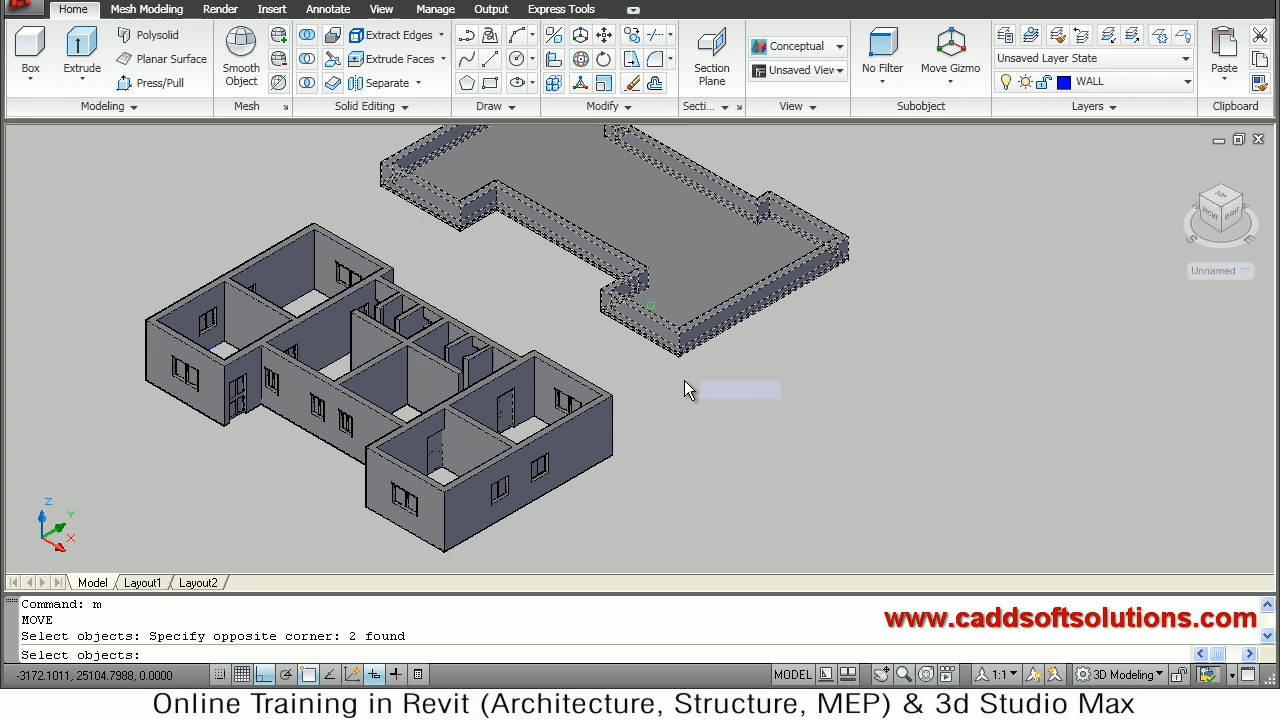 Home Mesh Modeling Render Insert Annotate View Manage Output Express Tools
Box
Extrude
Polysolid
Planar Surface
Press/Pull
Smooth
Object
Extract Edges
Extrude Faces
Separate
Section
Plane
Conceptual
Unsaved View
No Filter
Move Gizmo
Unsaved Layer State
WALL
Paste
Modeling
Mesh
Solid Editing
Draw
Modify
Secti...
View
Subobject
Layers
Clipboard
Unnamed
Z
Y
X
Model Layout1 Layout2
Command: m
MOVE
Select objects: Specify opposite corner: 2 found
Select objects:
www.caddsoftsolutions.com
-3172.1011, 25104.7988, 0.0000
MODEL
1:1
3D Modeling
Online Training in Revit (Architecture, Structure, MEP) & 3d Studio Max